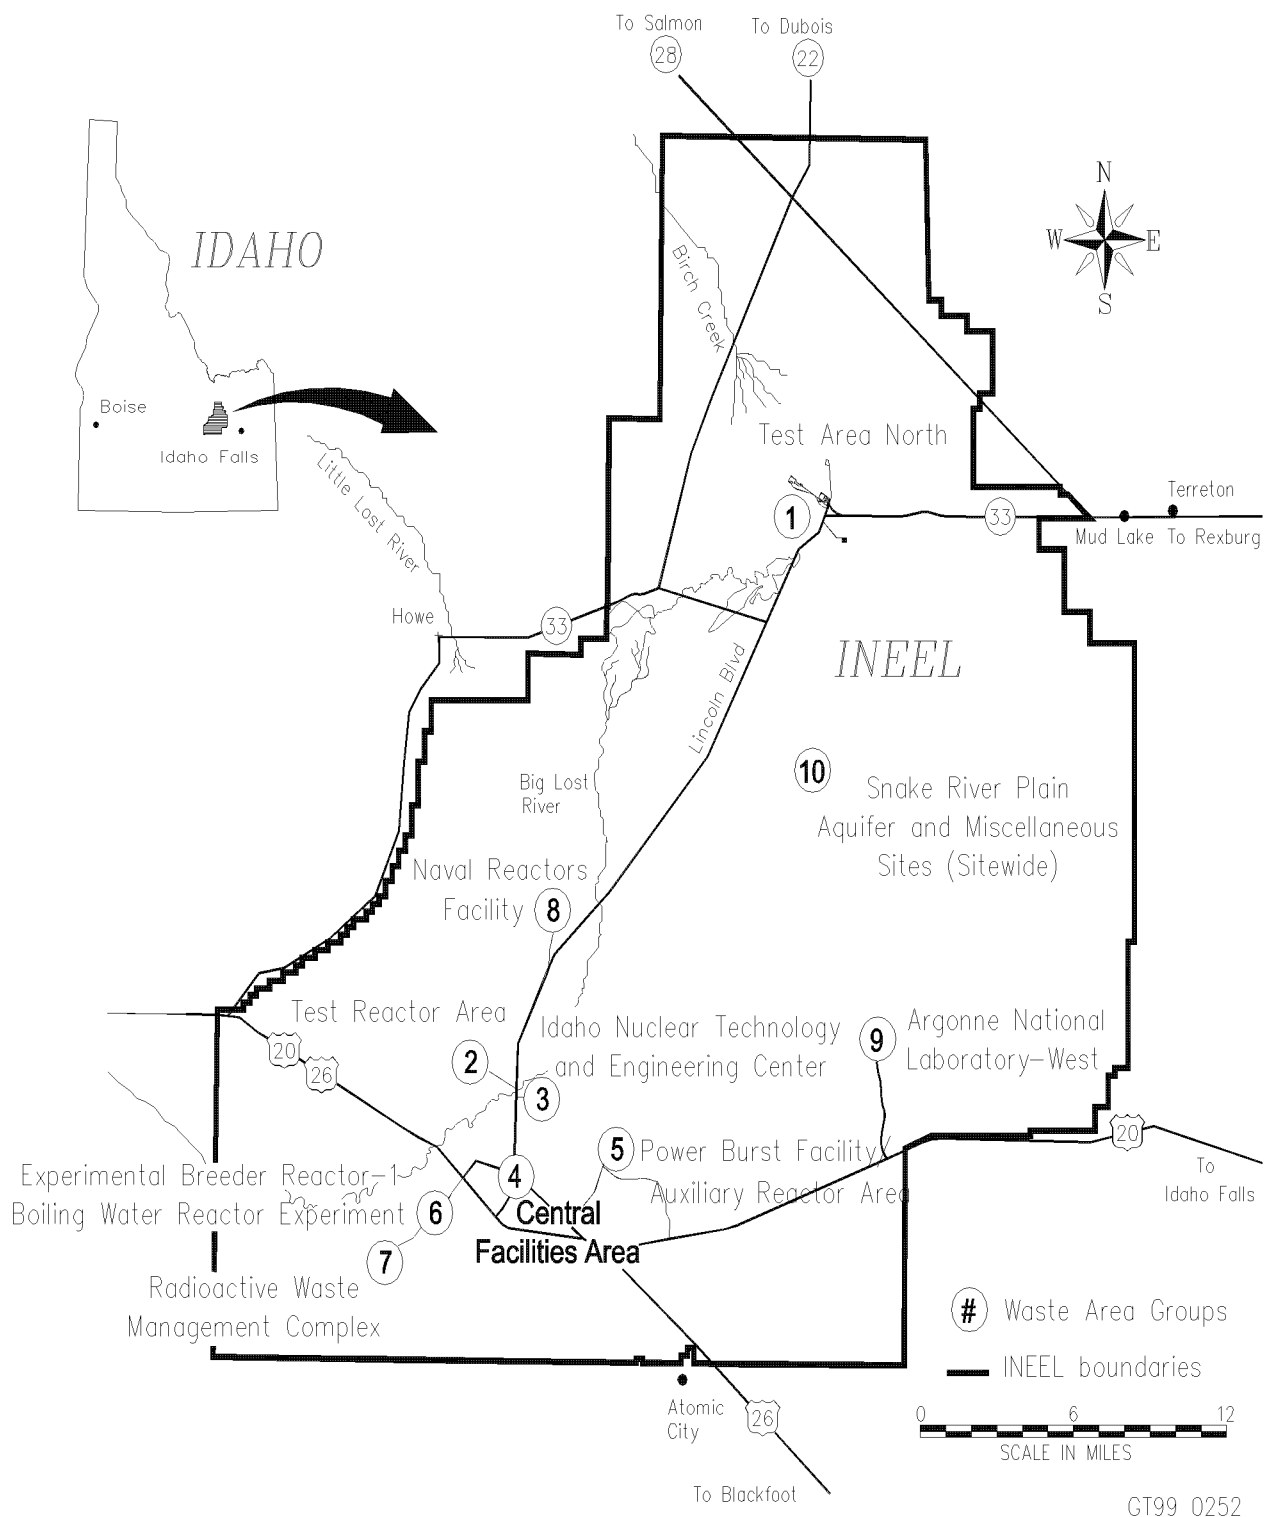 To Salmon
To Dubois
28
22
N
W
E
S
IDAHO
Birch Creek
Boise
Idaho Falls
Little Lost River
Test Area North
1
33
Terreton
Mud Lake
To Rexburg
Howe
33
INEEL
Lincoln Blvd
10
Big Lost
River
Snake River Plain
Aquifer and Miscellaneous
Sites (Sitewide)
Naval Reactors
Facility
8
Test Reactor Area
Idaho Nuclear Technology
and Engineering Center
9
Argonne National
Laboratory-West
20
26
2
3
20
5
Power Burst Facility/
Auxiliary Reactor Area
To
Idaho Falls
Experimental Breeder Reactor-1
Boiling Water Reactor Experiment
4
6
Central
Facilities Area
7
Radioactive Waste
Management Complex
# Waste Area Groups
INEEL boundaries
Atomic
City
26
0 6 12
SCALE IN MILES
To Blackfoot
GT99 0252